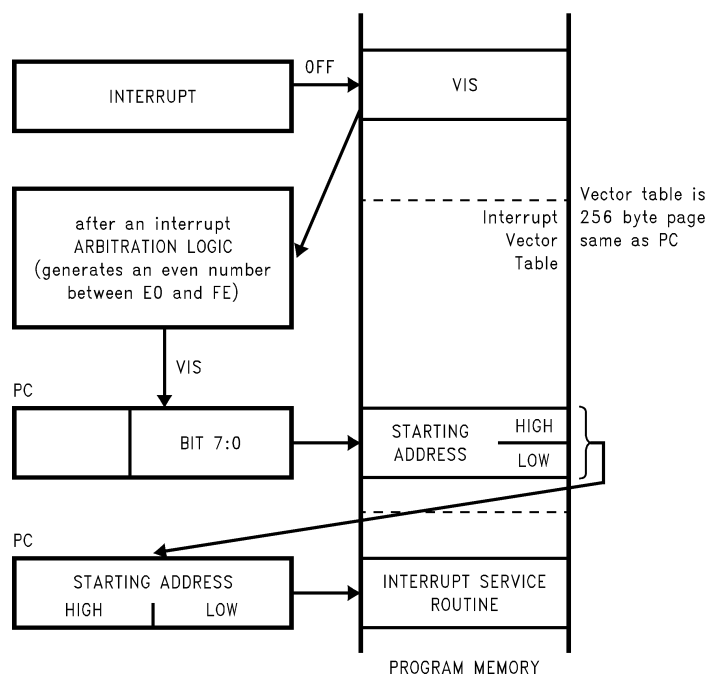 OFF
INTERRUPT
VIS
after an interrupt
ARBITRATION LOGIC
(generates an even number
between E0 and FE)
Interrupt
Vector
Table
Vector table is
256 byte page
same as PC
VIS
PC
BIT 7:0
STARTING
ADDRESS
HIGH
LOW
PC
STARTING ADDRESS
HIGH
LOW
INTERRUPT SERVICE
ROUTINE
PROGRAM MEMORY